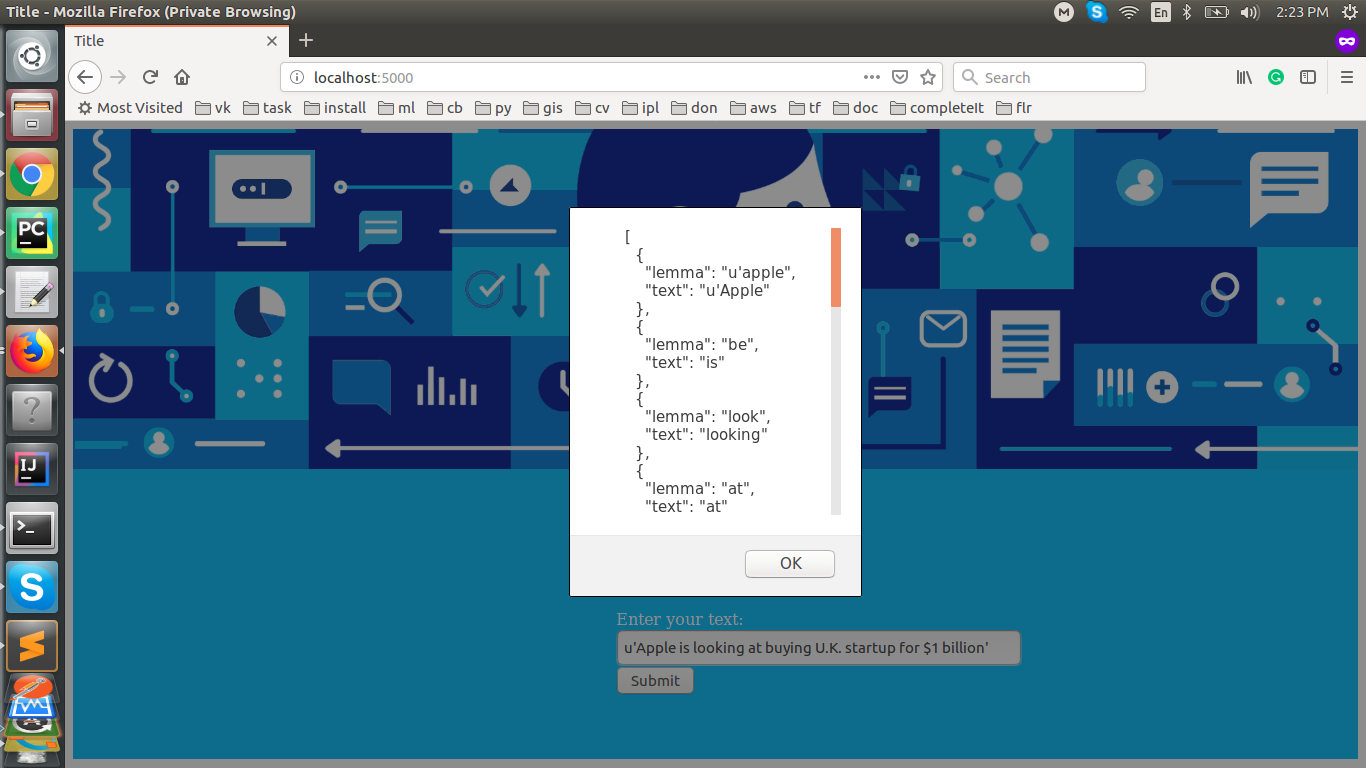 Title - Mozilla Firefox (Private Browsing)
En
2:23 PM
Title
localhost:5000
Search
Most Visited vk task install ml cb py gis cv ipl don aws tf doc completeIt flr
[
{
"lemma": "u'apple",
"text": "u'Apple"
},
{
"lemma": "be",
"text": "is"
},
{
"lemma": "look",
"text": "looking"
},
{
"lemma": "at",
"text": "at"
OK
Enter your text:
u'Apple is looking at buying U.K. startup for $1 billion'
Submit
PC
IJ